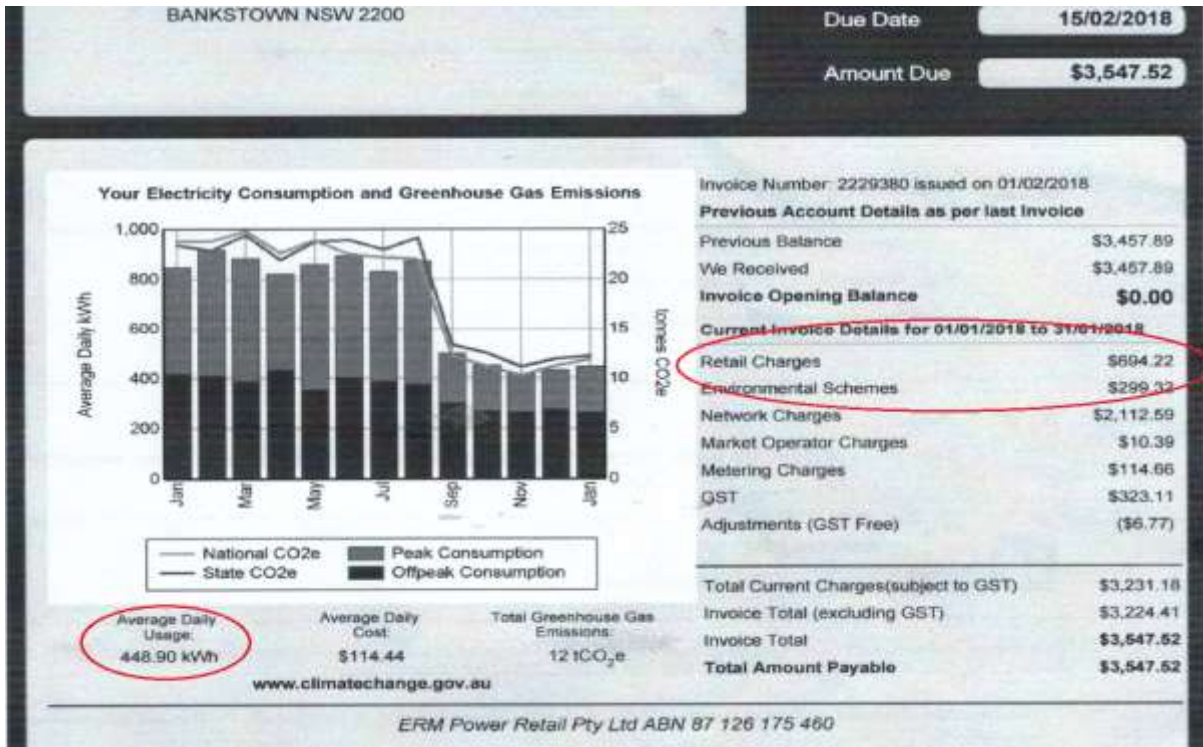 BANKSTOWN NSW 2200
Due Date 15/02/2018
Amount Due $3,547.52
Your Electricity Consumption and Greenhouse Gas Emissions
1,000
800
600
400
200
0
Average Daily kWh
25
20
15
10
5
0
tonnes CO2e
Jan Mar May Jul Sep Nov Jan
National CO2e Peak Consumption
State CO2e Offpeak Consumption
Average Daily Usage:
448.90 kWh
Average Daily Cost:
$114.44
Total Greenhouse Gas Emissions:
12 tCO2e
www.climatechange.gov.au
Invoice Number: 2229380 issued on 01/02/2018
Previous Account Details as per last Invoice
Previous Balance $3,457.89
We Received $3,457.89
Invoice Opening Balance $0.00
Current Invoice Details for 01/01/2018 to 31/01/2018
Retail Charges $694.22
Environmental Schemes $299.32
Network Charges $2,112.59
Market Operator Charges $10.39
Metering Charges $114.66
GST $323.11
Adjustments (GST Free) ($6.77)
Total Current Charges(subject to GST) $3,231.18
Invoice Total (excluding GST) $3,224.41
Invoice Total $3,547.52
Total Amount Payable $3,547.52
ERM Power Retail Pty Ltd ABN 87 126 175 460